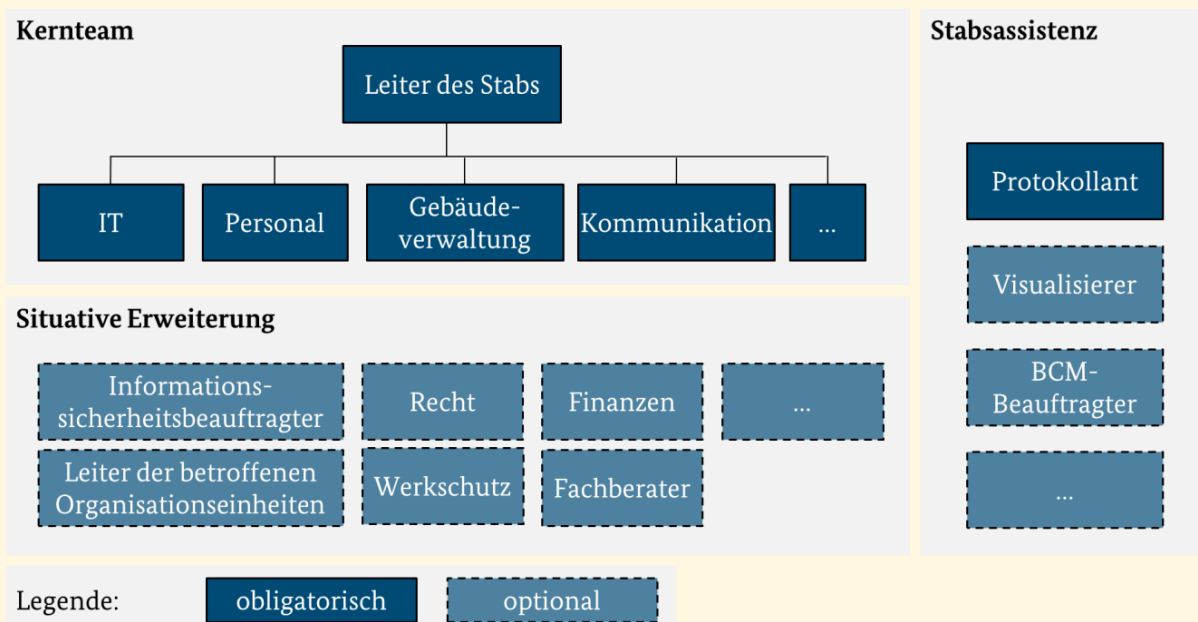 Kernteam
Leiter des Stabs
IT
Personal
Gebäude-
verwaltung
Kommunikation
...
Situative Erweiterung
Informations-
sicherheitsbeauftragter
Recht
Finanzen
...
Leiter der betroffenen
Organisationseinheiten
Werkschutz
Fachberater
Stabsassistenz
Protokollant
Visualisierer
BCM-
Beauftragter
...
Legende:
obligatorisch
optional